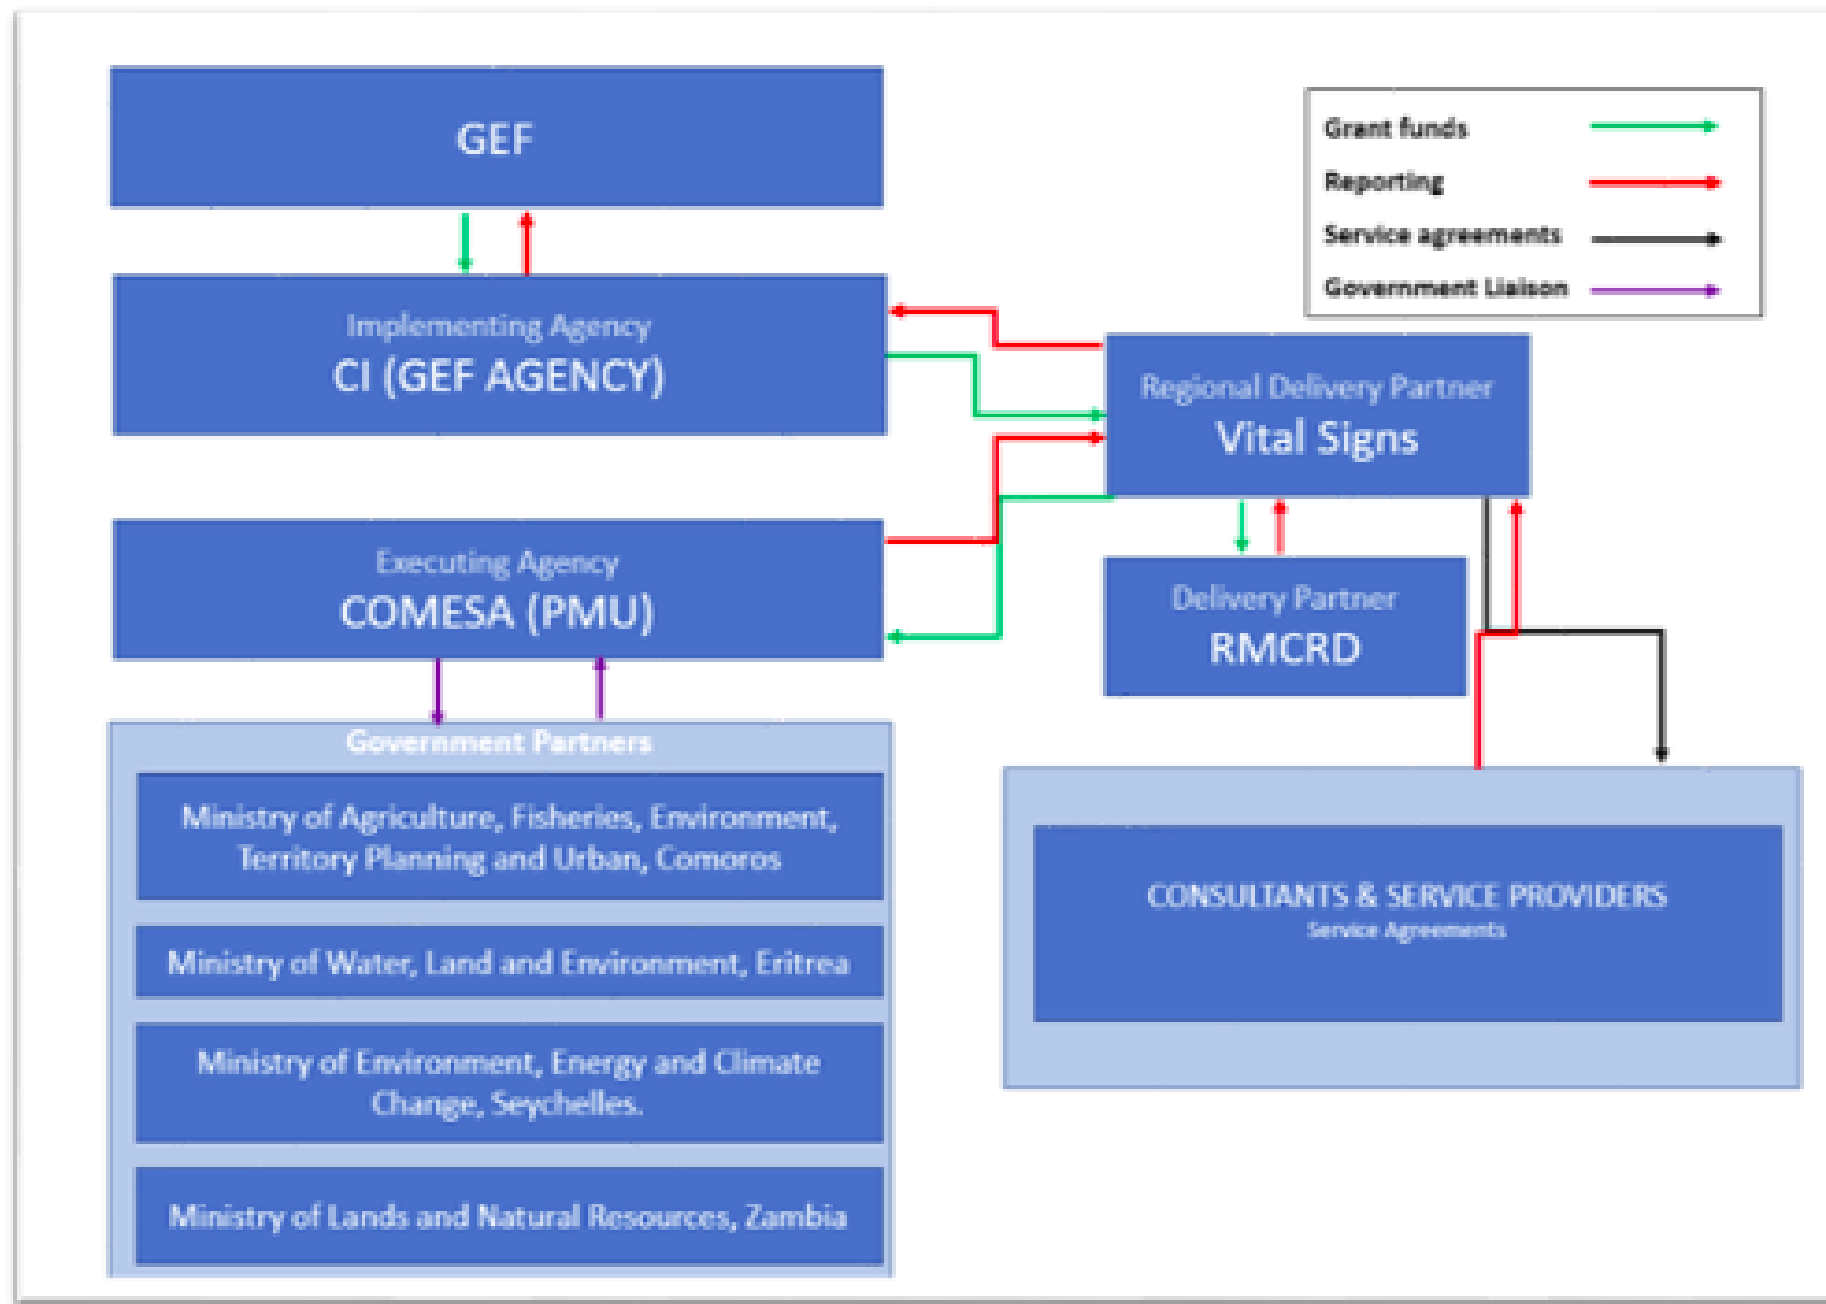 GEF
Grant funds
Reporting
Service agreements
Government Liaison
Implementing Agency
CI (GEF AGENCY)
Regional Delivery Partner
Vital Signs
Executing Agency
COMESA (PMU)
Delivery Partner
RMCRD
Government Partners
Ministry of Agriculture, Fisheries, Environment,
Territory Planning and Urban, Comoros
Ministry of Water, Land and Environment, Eritrea
Ministry of Environment, Energy and Climate
Change, Seychelles.
Ministry of Lands and Natural Resources, Zambia
CONSULTANTS & SERVICE PROVIDERS
Service Agreements